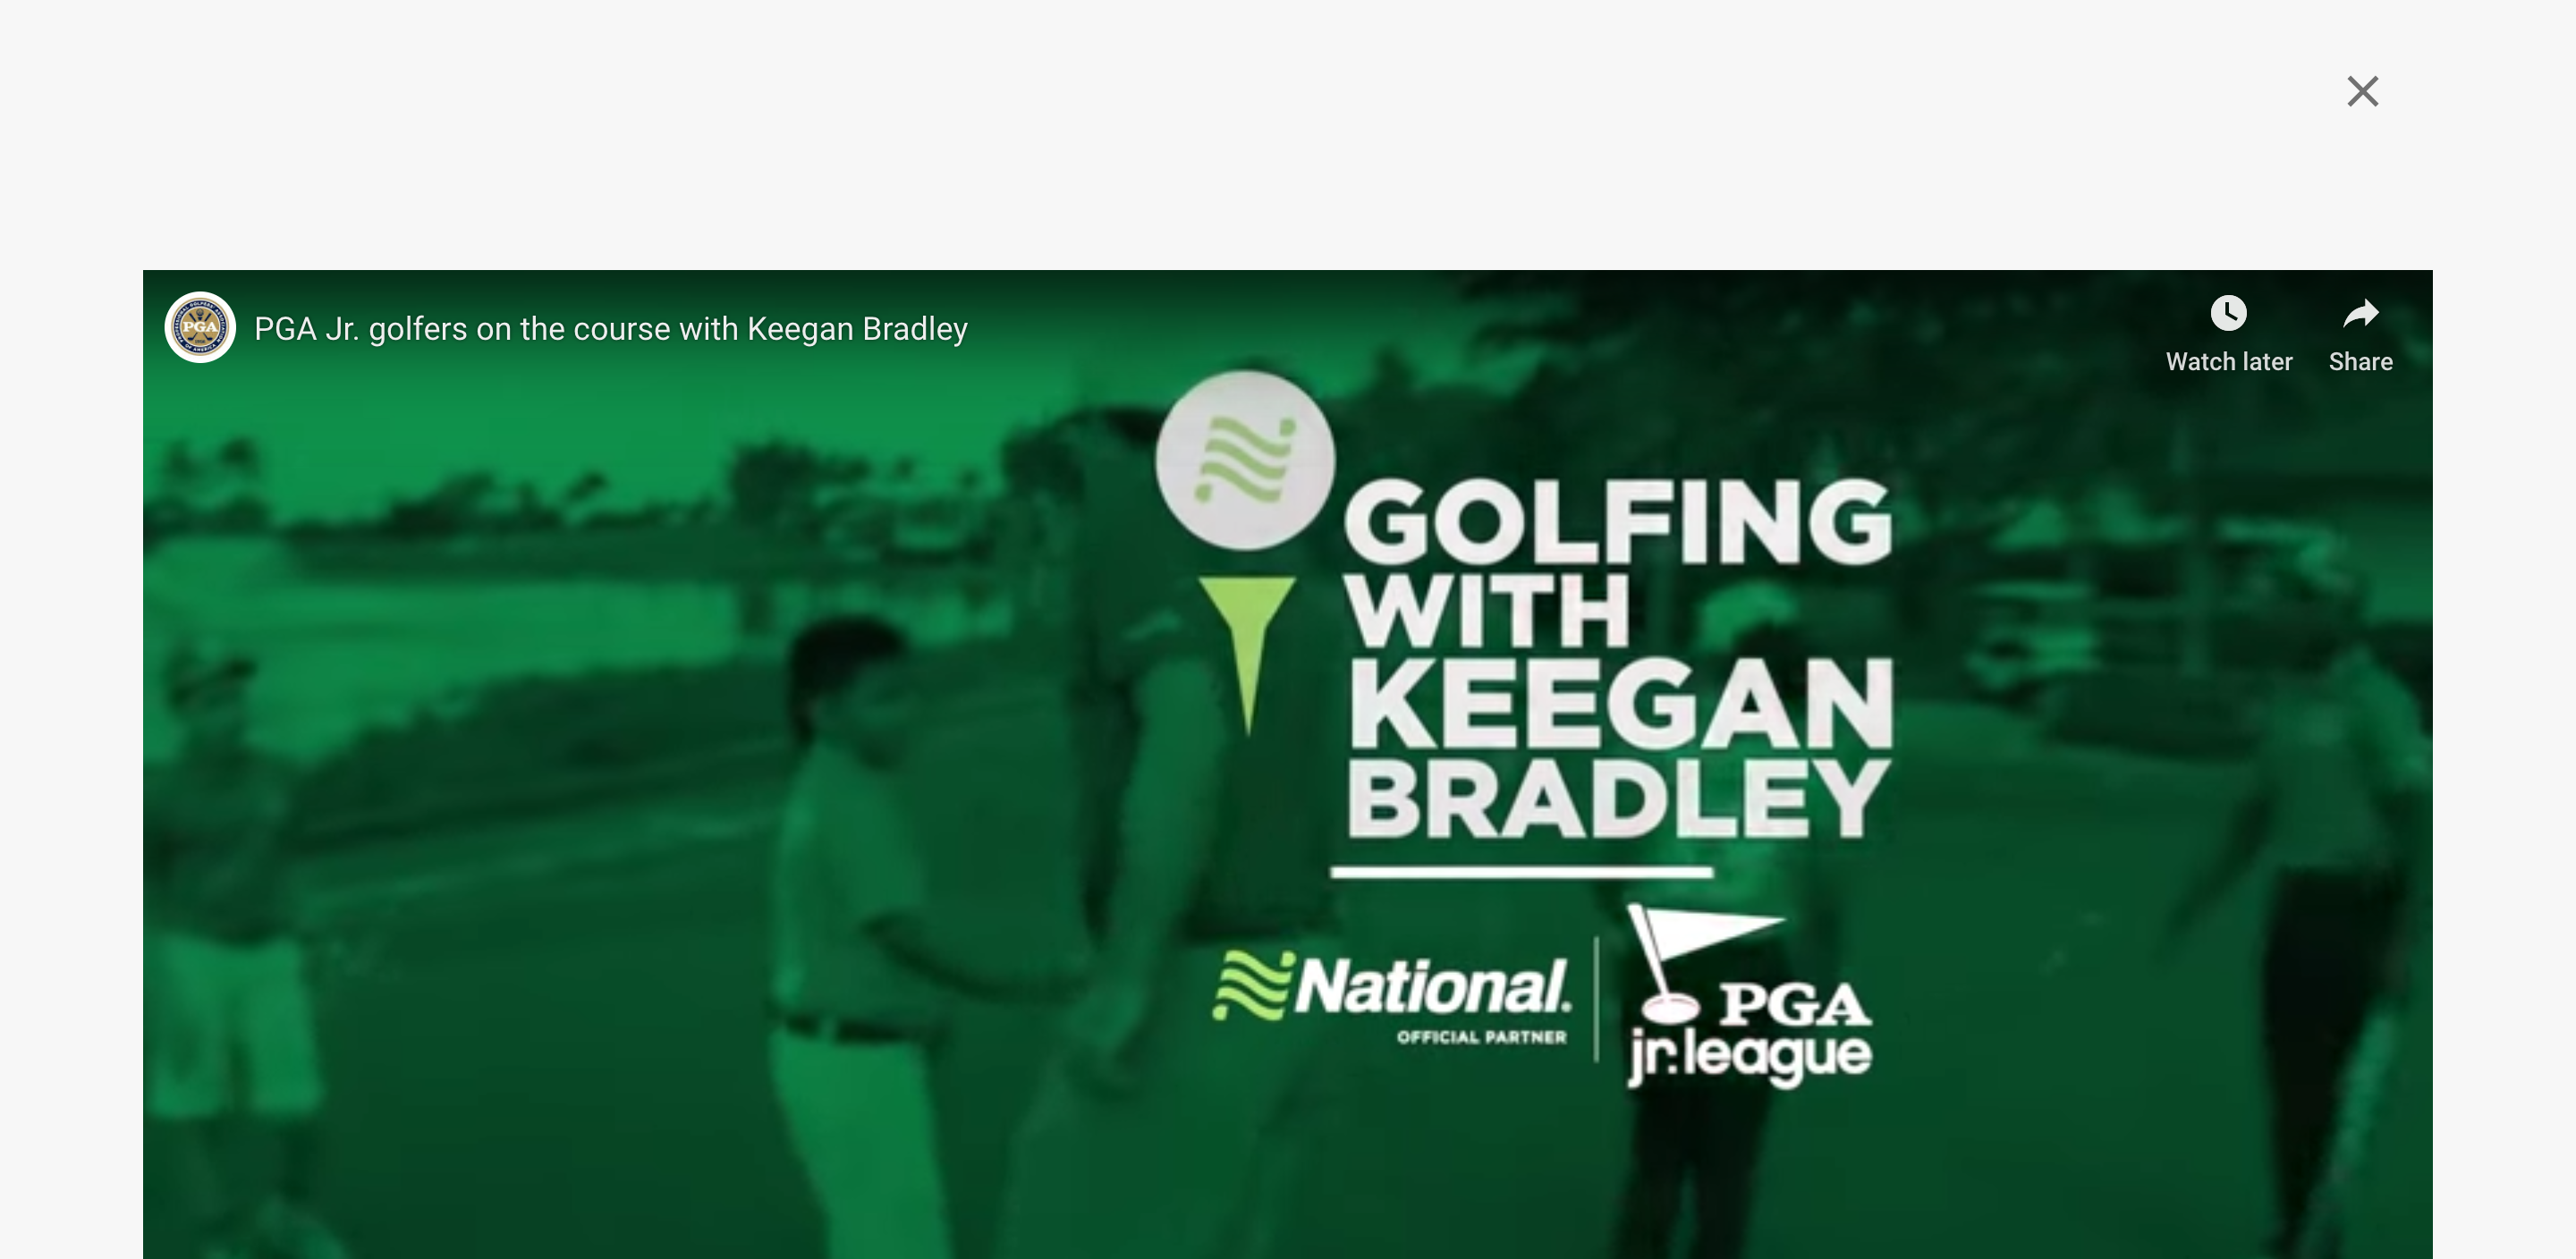 PGA
PGA Jr. golfers on the course with Keegan Bradley
Watch later
Share
GOLFING
WITH
KEEGAN
BRADLEY
National.
OFFICIAL PARTNER
PGA
jr.league